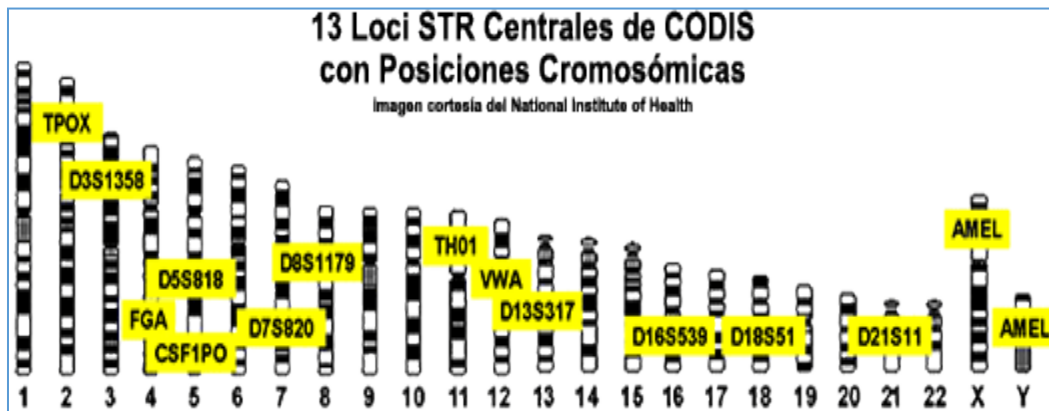 13 Loci STR Centrales de CODIS
con Posiciones Cromosómicas
imagen cortesía del National Institute of Health
TPOX
D3S1358
AMEL
TH01
D8S1179
D5S818
VWA
D13S317
FGA
D7S820
D16S539
D18S51
D21S11
AMEL
CSF1PO
1 2 3 4 5 6 7 8 9 10 11 12 13 14 15 16 17 18 19 20 21 22 X Y